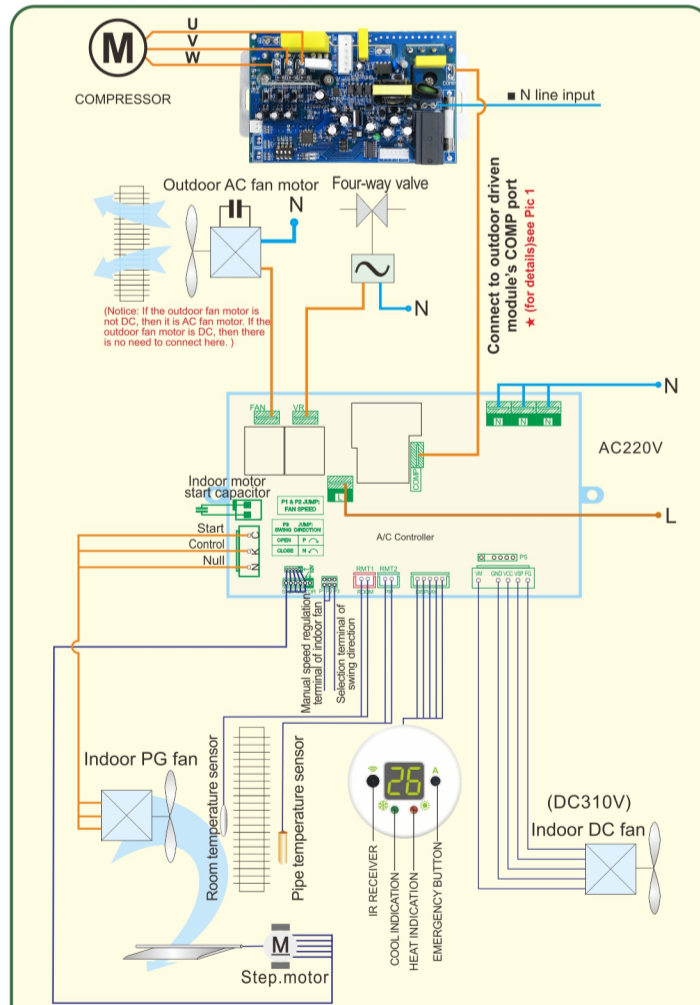 U
V
W
M
COMPRESSOR
■ N line input
Outdoor AC fan motor
N
Four-way valve
N
(Notice: If the outdoor fan motor is
not DC, then it is AC fan motor. If the
outdoor fan motor is DC, then there
is no need to connect here. )
Connect to outdoor driven
module's COMP port
★ (for details)see Pic 1
FAN
VR
N
N
N
N
AC220V
COMP
L
L
Indoor motor
start capacitor
P1 & P2 JUMP:
FAN SPEED
P3 JUMP:
SWING DIRECTION
OPEN P
CLOSE N
A/C Controller
Start
Control
Null
C
K
N
RMT1
RMT2
ROOM
P5
VM GND VCC VSP FG
Manual speed regulation
terminal of indoor fan
Selection terminal of
swing direction
Indoor PG fan
Room temperature sensor
Pipe temperature sensor
26
A
IR RECEIVER
COOL INDICATION
HEAT INDICATION
EMERGENCY BUTTON
(DC310V)
Indoor DC fan
M
Step.motor